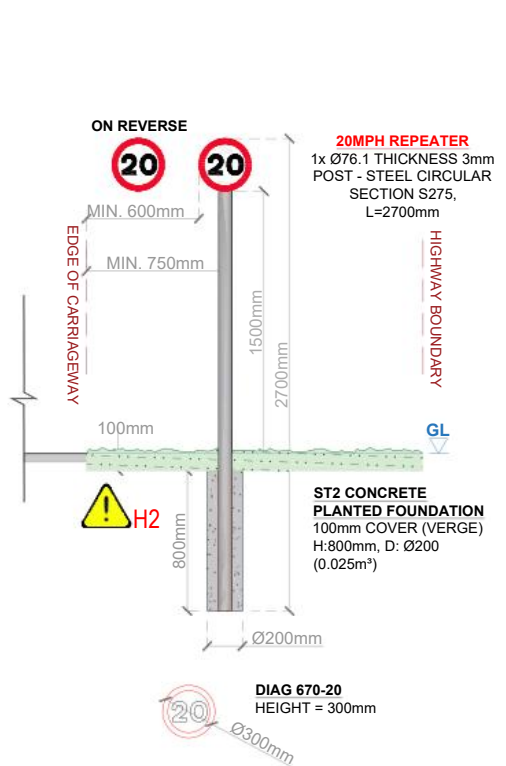 ON REVERSE
20
20
20MPH REPEATER
1x Ø76.1 THICKNESS 3mm
POST - STEEL CIRCULAR
SECTION S275,
L=2700mm
MIN. 600mm
MIN. 750mm
EDGE OF CARRIAGEWAY
HIGHWAY BOUNDARY
1500mm
2700mm
100mm
GL
H2
800mm
ST2 CONCRETE
PLANTED FOUNDATION
100mm COVER (VERGE)
H:800mm, D: Ø200
(0.025m³)
Ø200mm
20
Ø300mm
DIAG 670-20
HEIGHT = 300mm